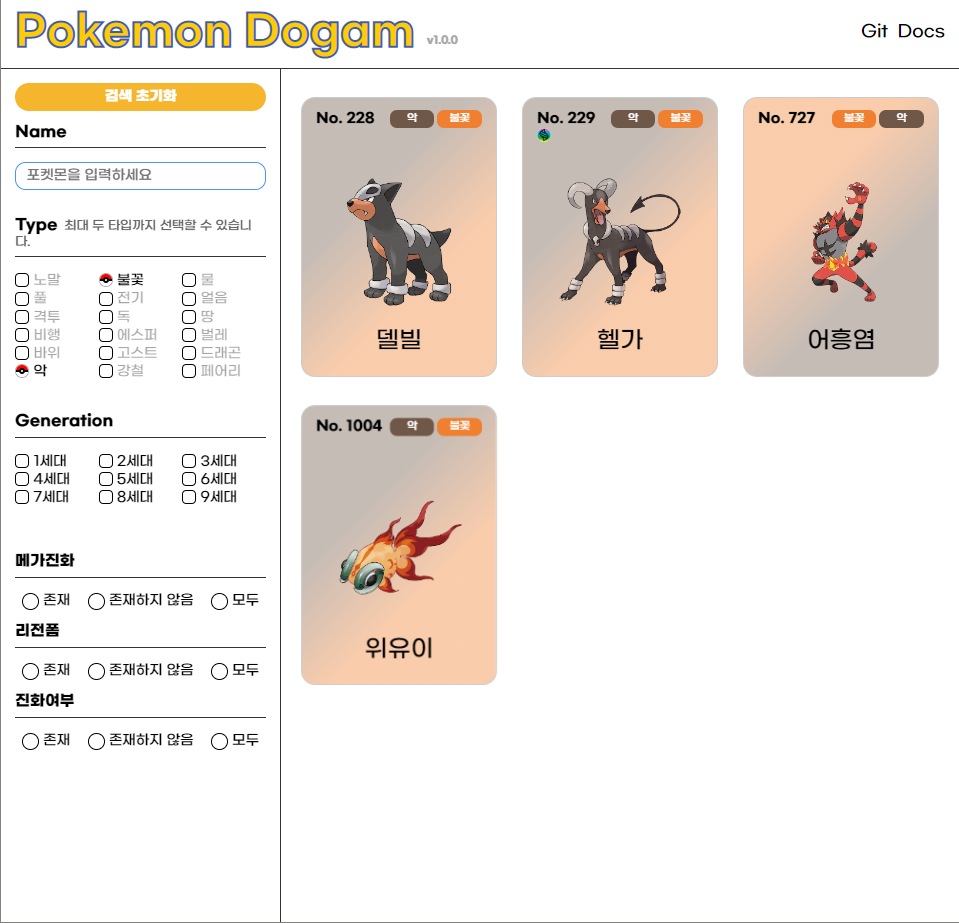 Pokemon Dogam v1.0.0
Git Docs
검색 초기화
Name
포켓몬을 입력하세요
Type 최대 두 타입까지 선택할 수 있습니
다.
노말 불꽃 물
풀 전기 얼음
격투 독 땅
비행 에스퍼 벌레
바위 고스트 드래곤
악 강철 페어리
Generation
1세대 2세대 3세대
4세대 5세대 6세대
7세대 8세대 9세대
메가진화
존재 존재하지 않음 모두
리전폼
존재 존재하지 않음 모두
진화여부
존재 존재하지 않음 모두
No. 228 악 불꽃
델빌
No. 229 악 불꽃
헬가
No. 727 불꽃 악
어흥염
No. 1004 악 불꽃
위유이